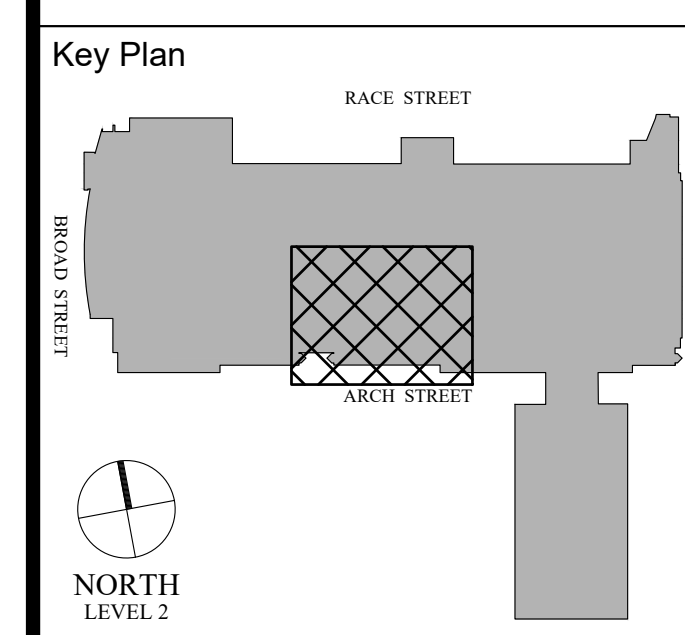 Key Plan
RACE STREET
BROAD STREET
ARCH STREET
NORTH
LEVEL 2